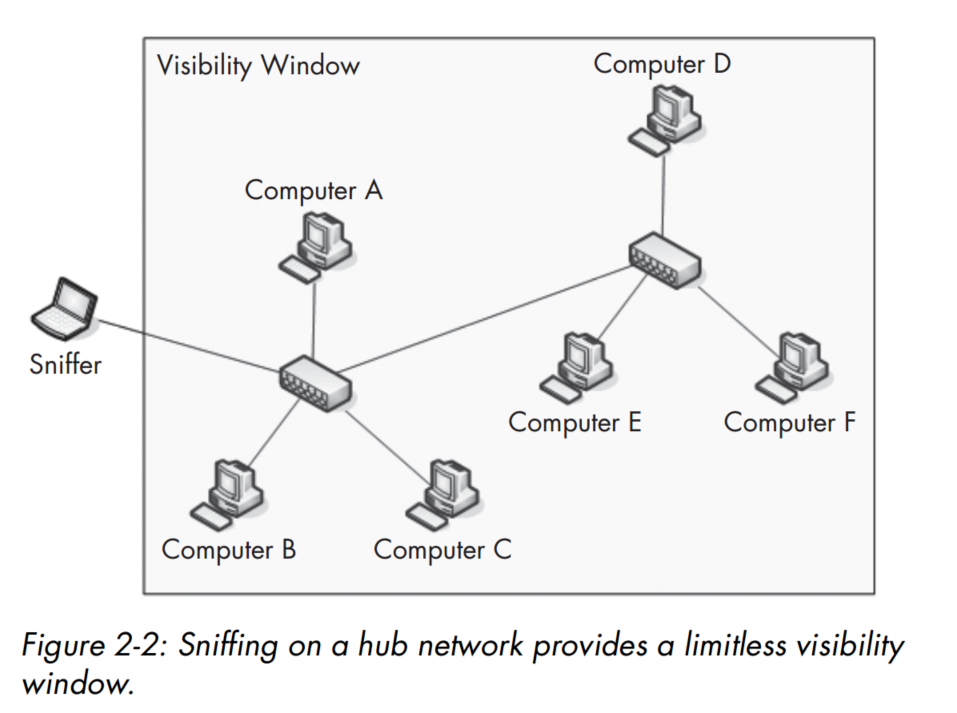 Visibility Window
Computer D
Computer A
Sniffer
Computer E
Computer F
Computer B
Computer C
Figure 2-2: Sniffing on a hub network provides a limitless visibility
window.